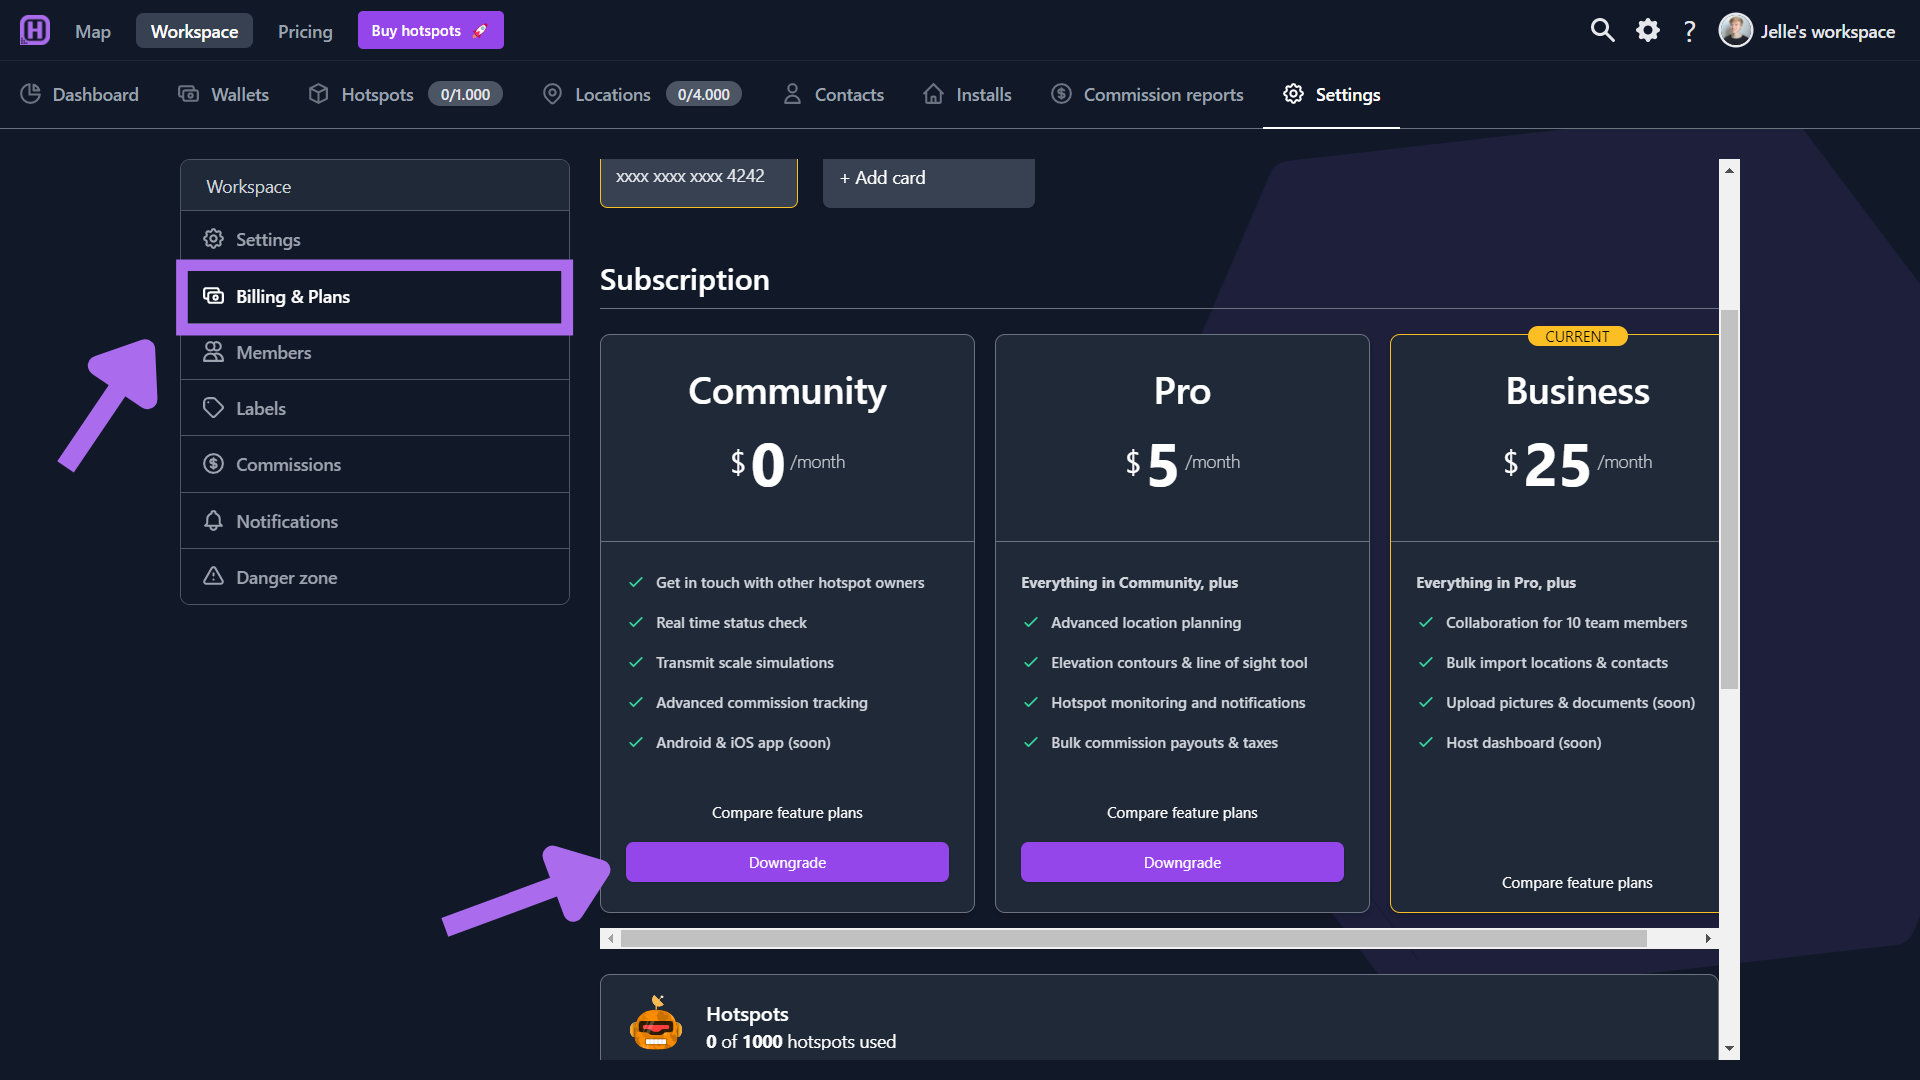 H
Map
Workspace
Pricing
Buy hotspots
?
Jelle's workspace
Dashboard
Wallets
Hotspots
0/1.000
Locations
0/4.000
Contacts
Installs
Commission reports
Settings
Workspace
Settings
Billing & Plans
Members
Labels
Commissions
Notifications
Danger zone
xxxx xxxx xxxx 4242
+ Add card
Subscription
Community
$ 0 /month
Get in touch with other hotspot owners
Real time status check
Transmit scale simulations
Advanced commission tracking
Android & iOS app (soon)
Compare feature plans
Downgrade
Pro
$ 5 /month
Everything in Community, plus
Advanced location planning
Elevation contours & line of sight tool
Hotspot monitoring and notifications
Bulk commission payouts & taxes
Compare feature plans
Downgrade
CURRENT
Business
$ 25 /month
Everything in Pro, plus
Collaboration for 10 team members
Bulk import locations & contacts
Upload pictures & documents (soon)
Host dashboard (soon)
Compare feature plans
Hotspots
0 of 1000 hotspots used